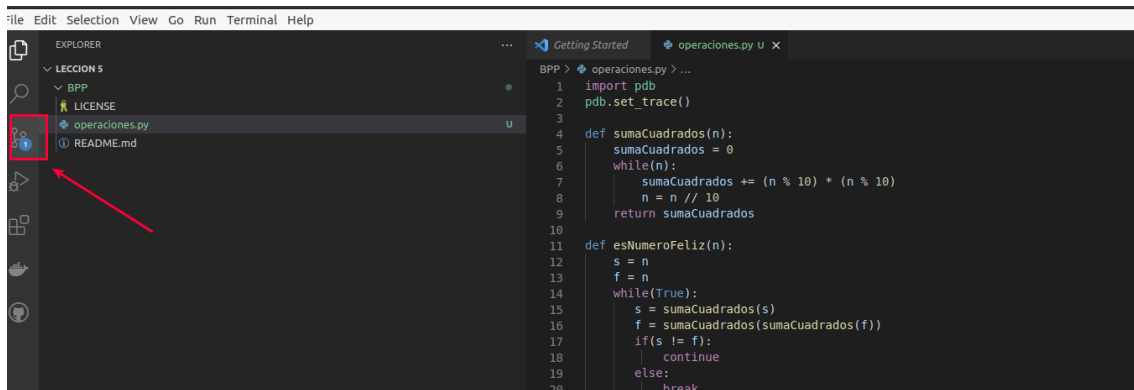 File Edit Selection View Go Run Terminal Help
EXPLORER ...
LECCION 5
BPP
LICENSE
operaciones.py U
README.md
1
Getting Started operaciones.py U
BPP > operaciones.py > ...
1 import pdb
2 pdb.set_trace()
3
4 def sumaCuadrados(n):
5 sumaCuadrados = 0
6 while(n):
7 sumaCuadrados += (n % 10) * (n % 10)
8 n = n // 10
9 return sumaCuadrados
10
11 def esNumeroFeliz(n):
12 s = n
13 f = n
14 while(True):
15 s = sumaCuadrados(s)
16 f = sumaCuadrados(sumaCuadrados(f))
17 if(s != f):
18 continue
19 else:
20 break